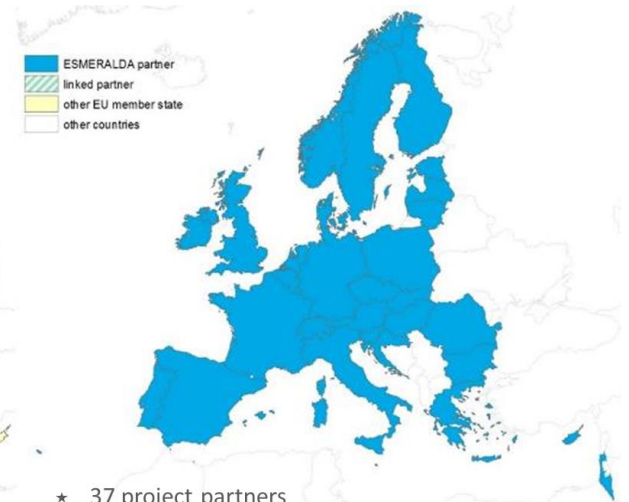 ESMERALDA partner
linked partner
other EU member state
other countries
★ 37 project partners